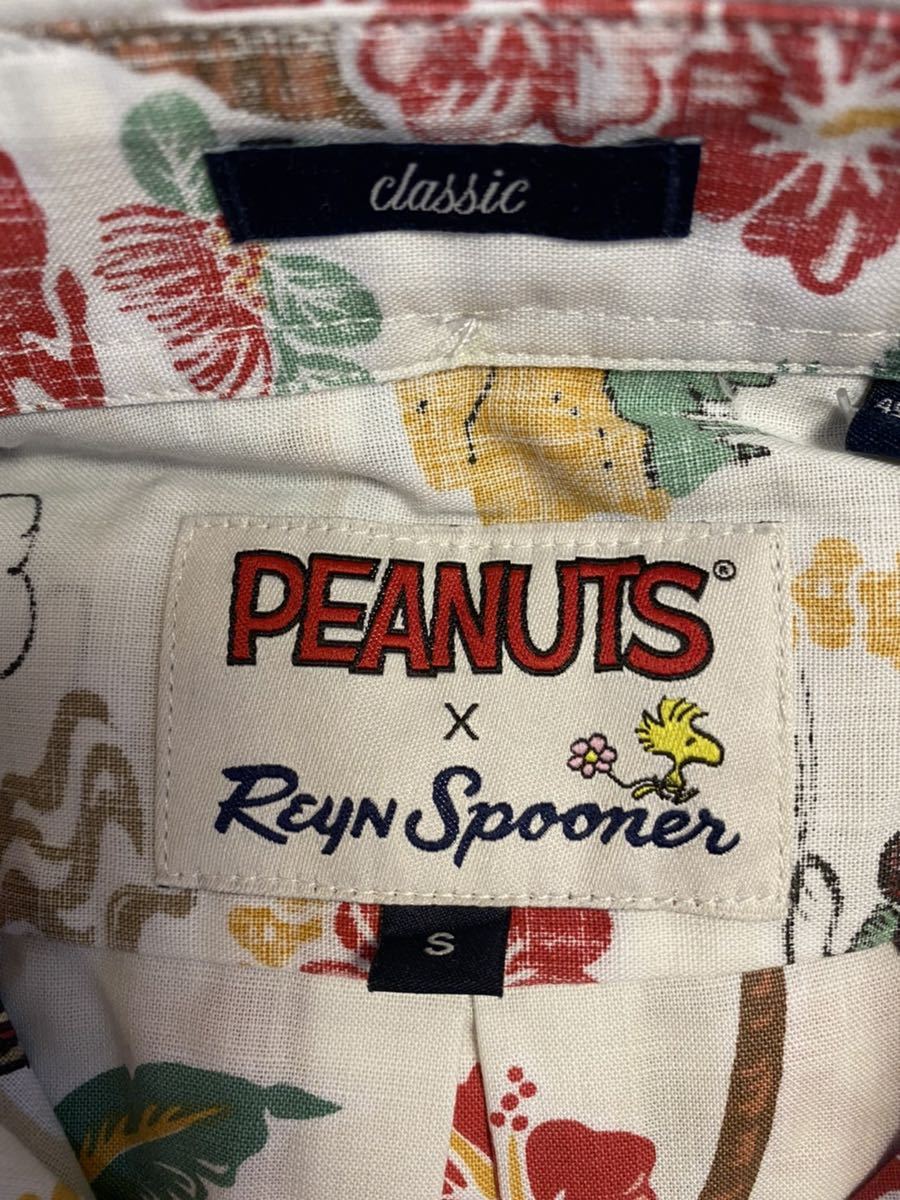 classic
PEANUTS®
X
Reyn Spooner
S